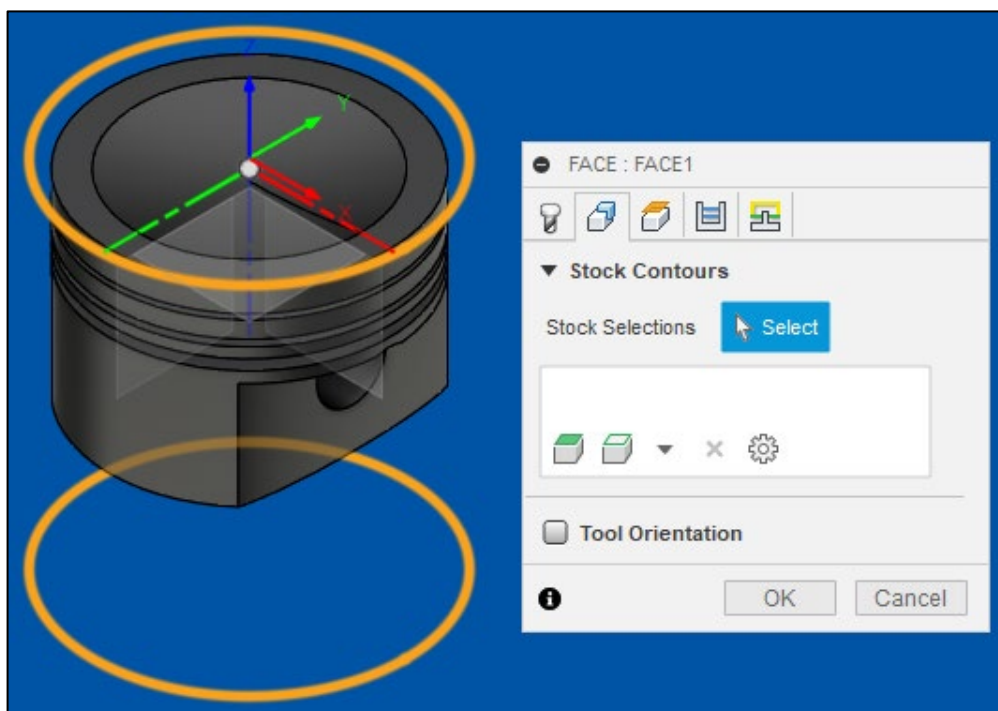 Z
Y
X
FACE : FACE1
Stock Contours
Stock Selections
Select
Tool Orientation
OK
Cancel